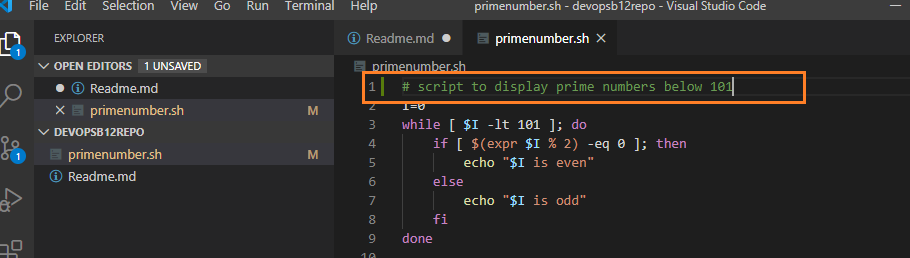 File Edit Selection View Go Run Terminal Help primenumber.sh - devopsb12repo - Visual Studio Code
EXPLORER
OPEN EDITORS 1 UNSAVED
Readme.md
primenumber.sh M
DEVOPSB12REPO
primenumber.sh M
Readme.md
1
1
Readme.md
primenumber.sh
primenumber.sh
1 # script to display prime numbers below 101
2 I=0
3 while [ $I -lt 101 ]; do
4 if [ $(expr $I % 2) -eq 0 ]; then
5 echo "$I is even"
6 else
7 echo "$I is odd"
8 fi
9 done
10